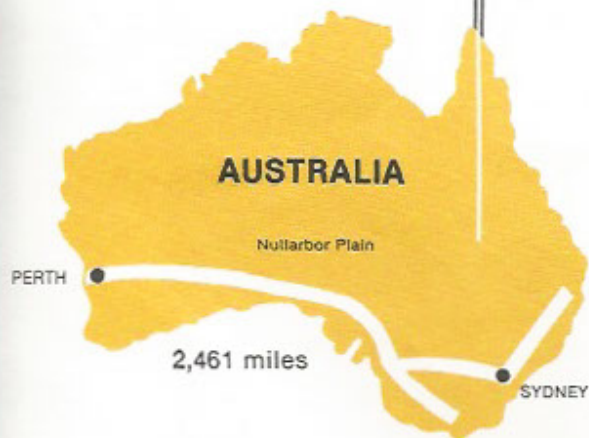 AUSTRALIA
Nullarbor Plain
PERTH
2,461 miles
SYDNEY